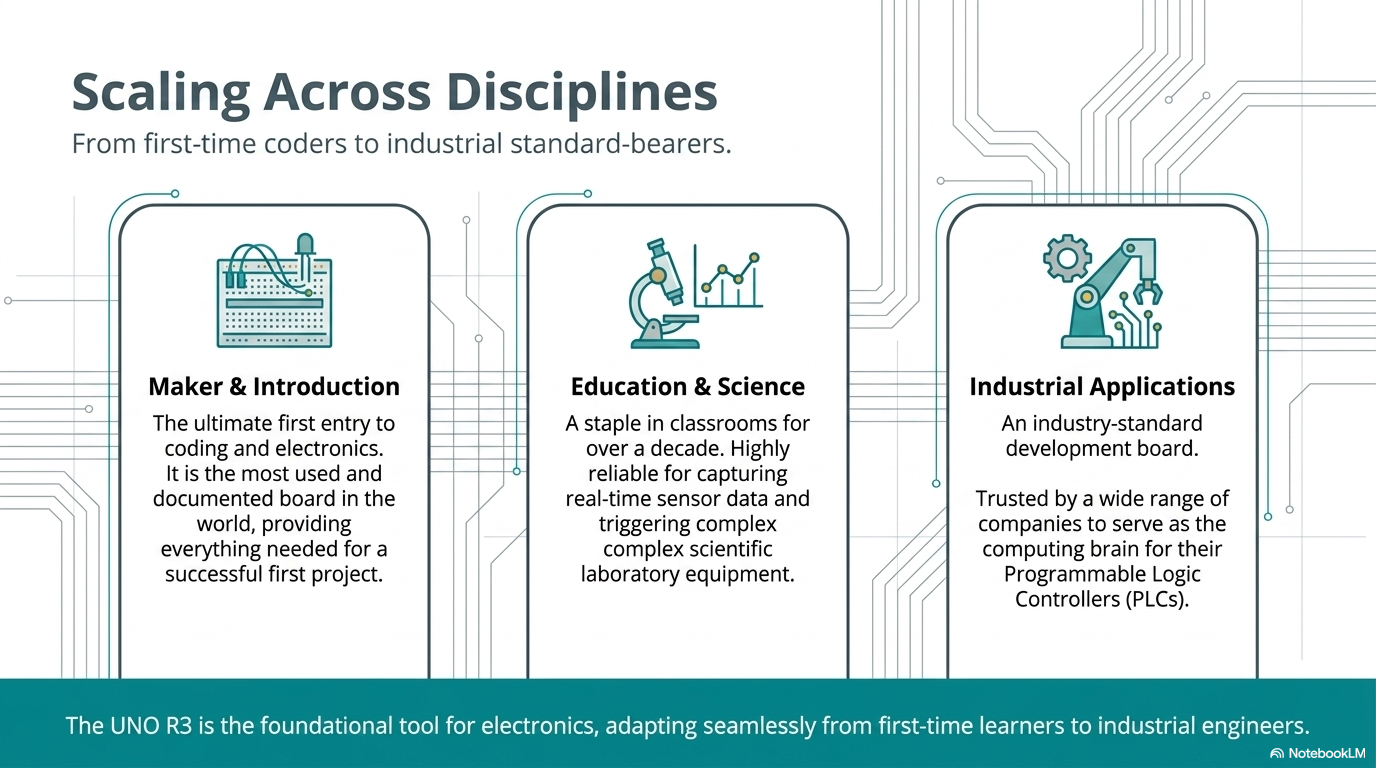 Scaling Across Disciplines
From first-time coders to industrial standard-bearers.
Maker & Introduction
The ultimate first entry to
coding and electronics.
It is the most used and
documented board in the
world, providing
everything needed for a
successful first project.
Education & Science
A staple in classrooms for
over a decade. Highly
reliable for capturing
real-time sensor data and
triggering complex
complex scientific
laboratory equipment.
Industrial Applications
An industry-standard
development board.
Trusted by a wide range of
companies to serve as the
computing brain for their
Programmable Logic
Controllers (PLCs).
The UNO R3 is the foundational tool for electronics, adapting seamlessly from first-time learners to industrial engineers.
NotebookLM